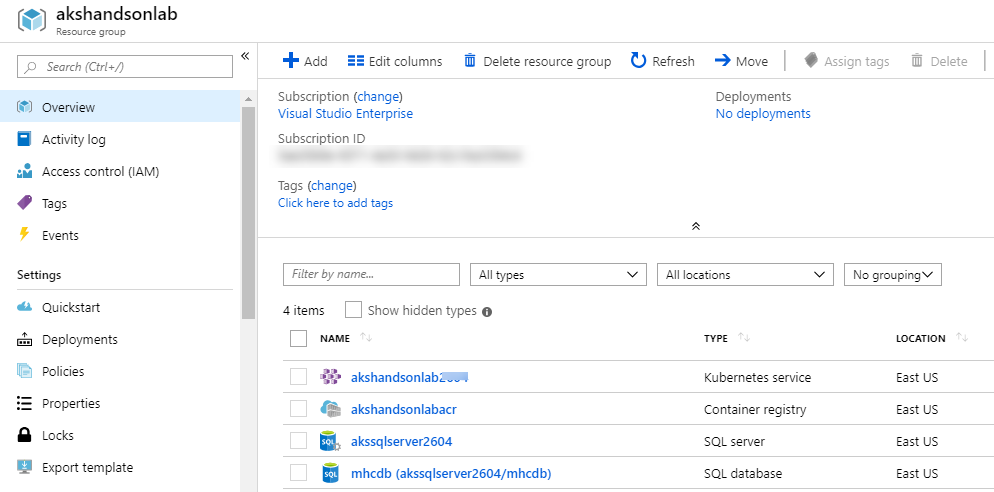 akshandsonlab
Resource group
Search (Ctrl+/)
«
Overview
Activity log
Access control (IAM)
Tags
Events
Settings
Quickstart
Deployments
Policies
Properties
Locks
Export template
Add Edit columns Delete resource group Refresh Move Assign tags Delete
Subscription (change)
Visual Studio Enterprise
Deployments
No deployments
Subscription ID
Tags (change)
Click here to add tags
Filter by name... All types All locations No grouping
4 items Show hidden types
NAME TYPE LOCATION
Kubernetes service East US
akshandsonlabacr Container registry East US
akssqlserver2604 SQL server East US
mhcdb (akssqlserver2604/mhcdb) SQL database East US